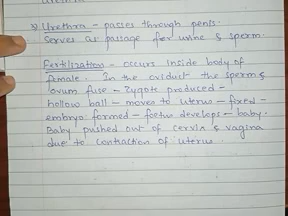 Urethra - passes through penis.
Serves as passage for urine & sperm.
Fertilization - occurs inside body of
female. In the oviduct the sperm &
ovum fuse - zygote produced -
hollow ball - moves to uterus - fixed -
embryo formed - foetus develops - baby.
Baby pushed out of cervix & vagina
due to contraction of uterus